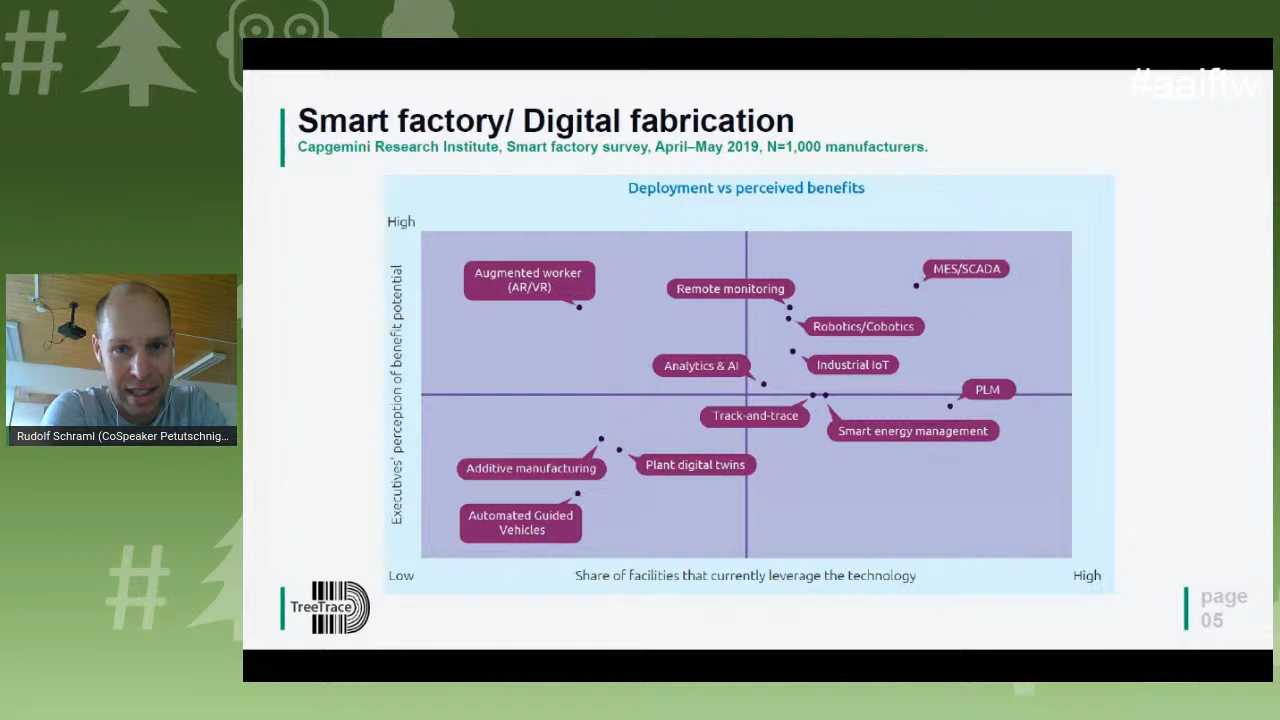 #
#aaiftw
Smart factory/ Digital fabrication
Capgemini Research Institute, Smart factory survey, April–May 2019, N=1,000 manufacturers.
Deployment vs perceived benefits
High
Executives' perception of benefit potential
Augmented worker
(AR/VR)
Remote monitoring
MES/SCADA
Robotics/Cobotics
Analytics & AI
Industrial IoT
PLM
Track-and-trace
Smart energy management
Additive manufacturing
Plant digital twins
Automated Guided
Vehicles
Low
Share of facilities that currently leverage the technology
High
Rudolf Schraml (CoSpeaker Petutschnig...
#
TreeTrace
page
05